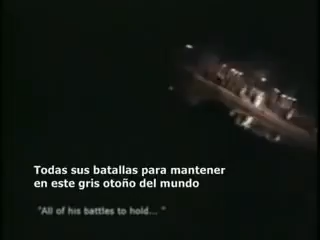 Todas sus batallas para mantener
en este gris otoño del mundo
"All of his battles to hold... "